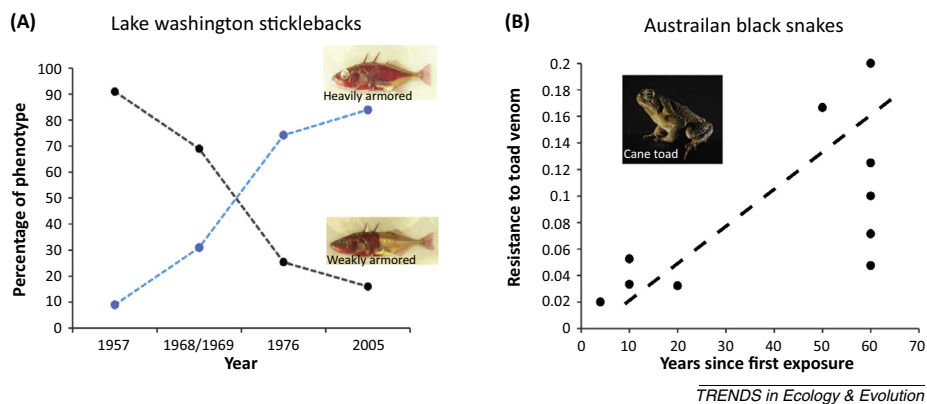 (A)
Lake washington sticklebacks
Percentage of phenotype
100
90
80
70
60
50
40
30
20
10
0
Heavily armored
Weakly armored
1957
1968/1969
1976
2005
Year
(B)
Austrailan black snakes
Resistance to toad venom
0.2
0.18
0.16
0.14
0.12
0.1
0.08
0.06
0.04
0.02
0
Cane toad
0
10
20
30
40
50
60
70
Years since first exposure
TRENDS in Ecology & Evolution